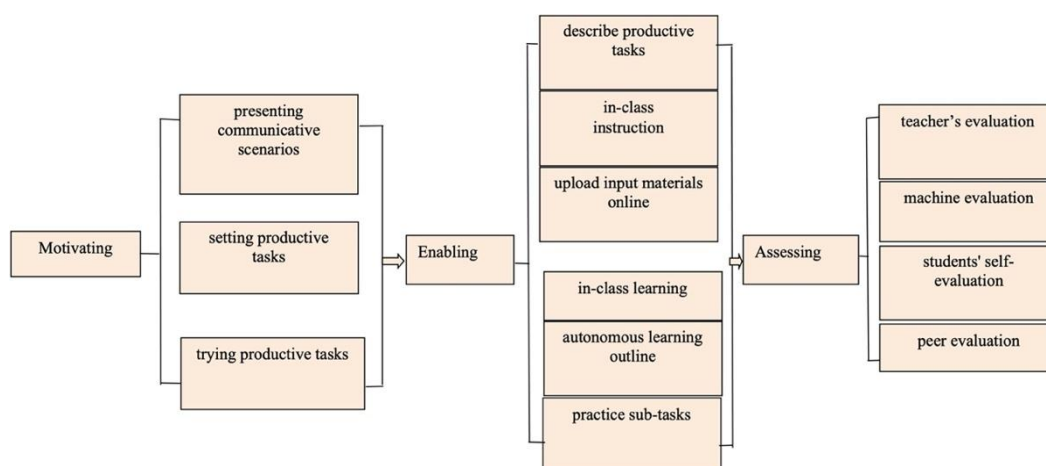 Motivating
presenting
communicative
scenarios
setting productive
tasks
trying productive tasks
Enabling
describe productive
tasks
in-class
instruction
upload input materials
online
in-class learning
autonomous learning
outline
practice sub-tasks
Assessing
teacher’s evaluation
machine evaluation
students' self-
evaluation
peer evaluation